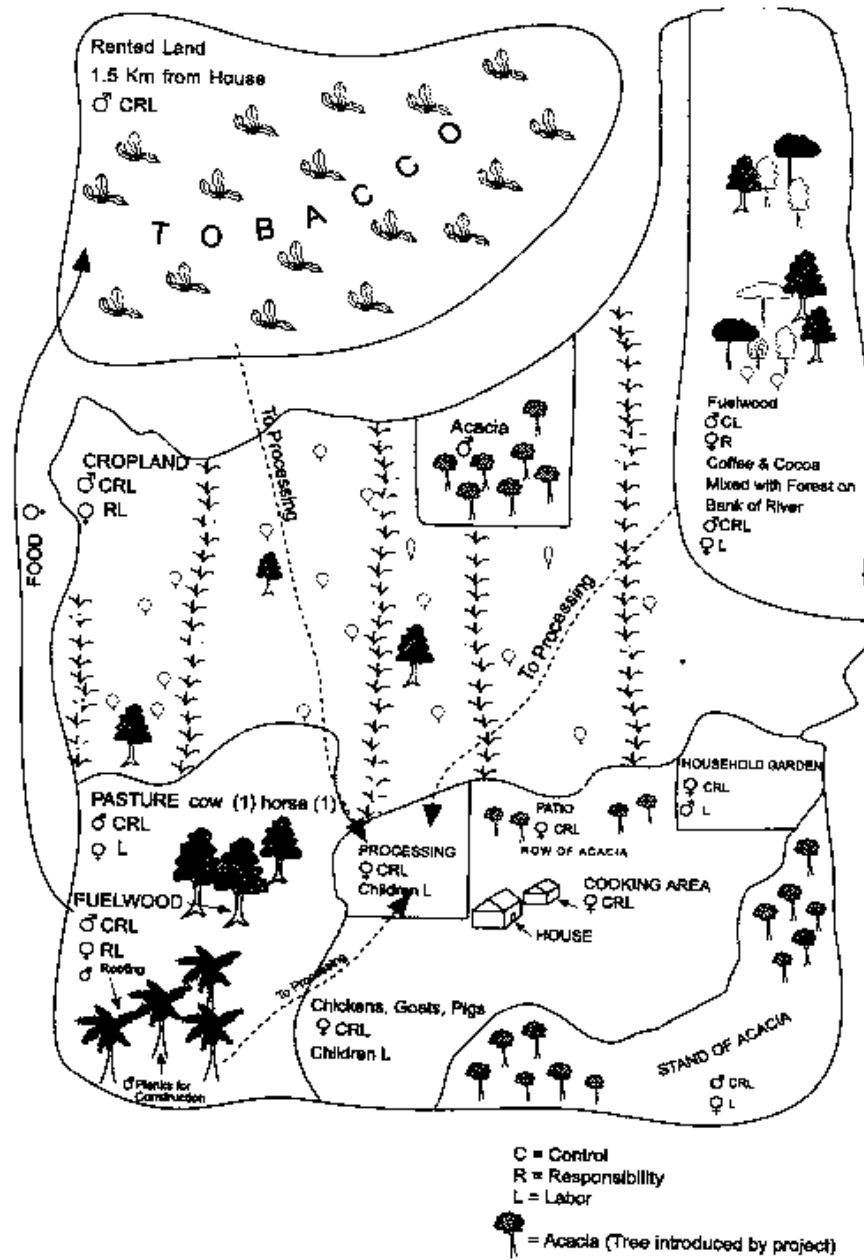 Rented Land
1.5 Km from House
♂ CRL
TOBACCO
To Processing
Acacia
♂
CROPLAND
♂ CRL
♀ RL
FOOD ♀
Fuelwood
♂ CL
♀ R
Coffee & Cocoa
Mixed with Forest on
Bank of River
♂ CRL
♀ L
To Processing
PASTURE cow (1) horse (1)
♂ CRL
♀ L
FUELWOOD
♂ CRL
♀ RL
♂ Roofing
To Processing
♂ Planks for
Construction
PROCESSING
♀ CRL
Children L
PATIO
♀ CRL
ROW OF ACACIA
HOUSEHOLD GARDEN
♀ CRL
♂ L
COOKING AREA
♀ CRL
HOUSE
Chickens, Goats, Pigs
♀ CRL
Children L
STAND OF ACACIA
♂ CRL
♀ L
C = Control
R = Responsibility
L = Labor
= Acacia (Tree introduced by project)